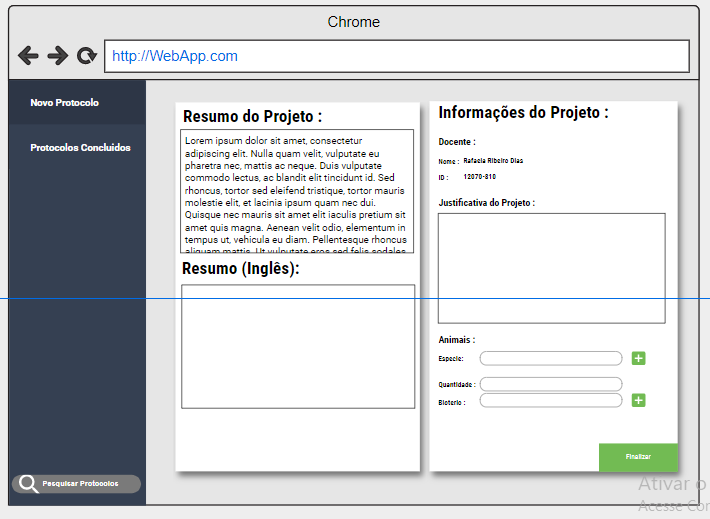 Chrome
http://WebApp.com
Novo Protocolo
Protocolos Concluidos
Pesquisar Protocolos
Resumo do Projeto :
Lorem ipsum dolor sit amet, consectetur
adipiscing elit. Nulla quam velit, vulputate eu
pharetra nec, mattis ac neque. Duis vulputate
commodo lectus, ac blandit elit tincidunt id. Sed
rhoncus, tortor sed eleifend tristique, tortor mauris
molestie elit, et lacinia ipsum quam nec dui.
Quisque nec mauris sit amet elit iaculis pretium sit
amet quis magna. Aenean velit odio, elementum in
tempus ut, vehicula eu diam. Pellentesque rhoncus
aliquam mattis. Ut vulputate eros sed felis sodales
Resumo (Inglês):
Informações do Projeto :
Docente :
Nome : Rafaela Ribeiro Dias
ID : 12070-810
Justificativa do Projeto :
Animais :
Especie:
Quantidade :
Bioterio :
Finalizar
Ativar o
Acesse Con